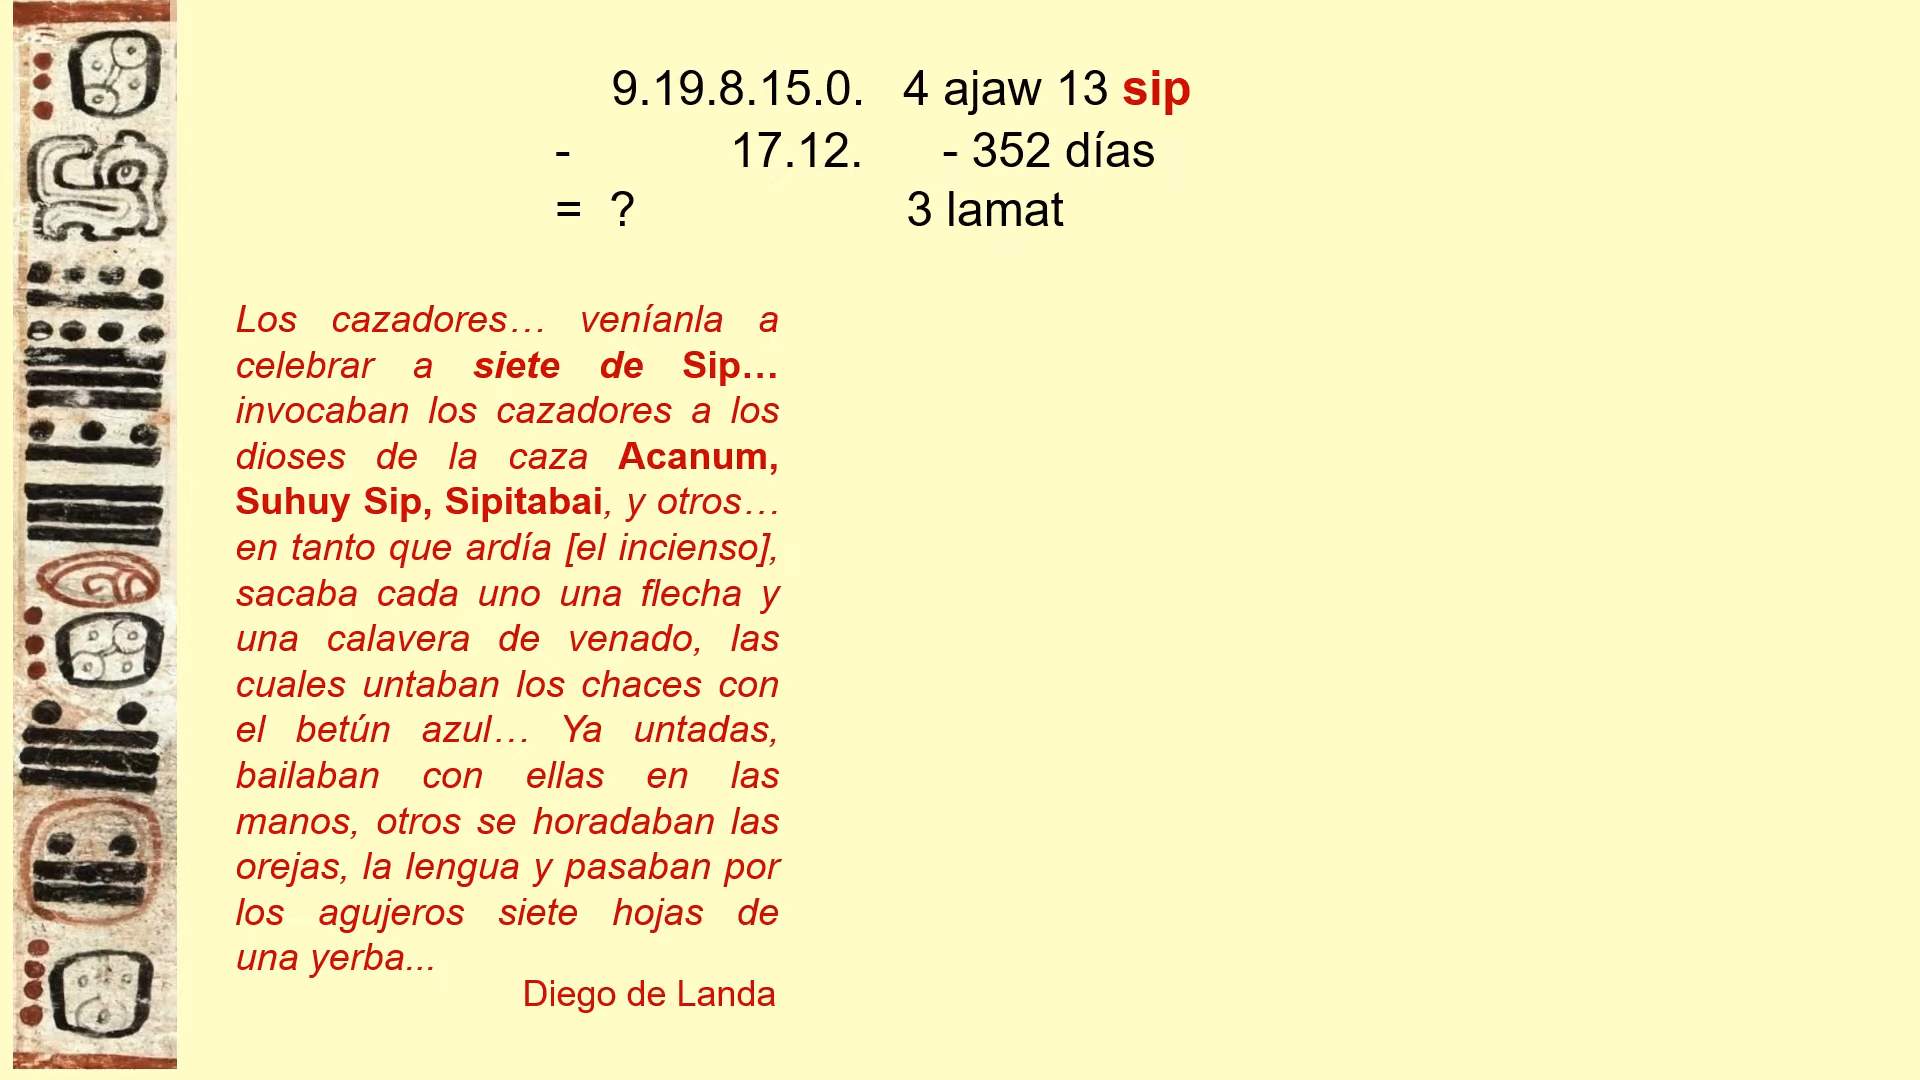 9.19.8.15.0. 4 ajaw 13 sip
- 17.12. - 352 días
= ? 3 lamat
Los cazadores… veníanla a
celebrar a siete de Sip…
invocaban los cazadores a los
dioses de la caza Acanum,
Suhuy Sip, Sipitabai, y otros…
en tanto que ardía [el incienso],
sacaba cada uno una flecha y
una calavera de venado, las
cuales untaban los chaces con
el betún azul… Ya untadas,
bailaban con ellas en las
manos, otros se horadaban las
orejas, la lengua y pasaban por
los agujeros siete hojas de
una yerba...
Diego de Landa